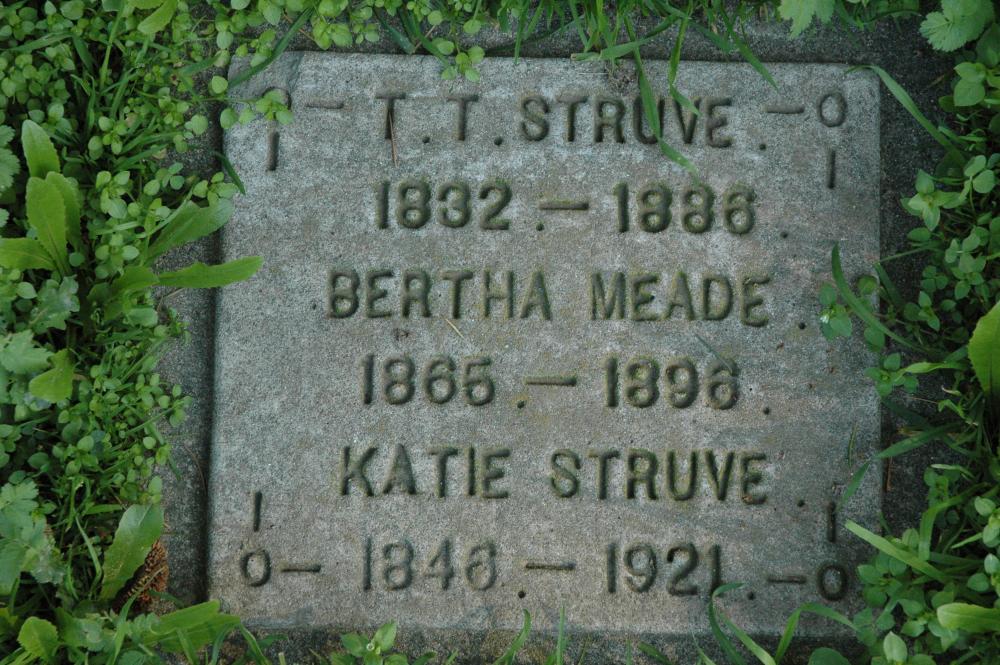 T.T. STRUVE.
1832 - 1886.
BERTHA MEADE.
1865 - 1896.
KATIE STRUVE.
1846 - 1921.